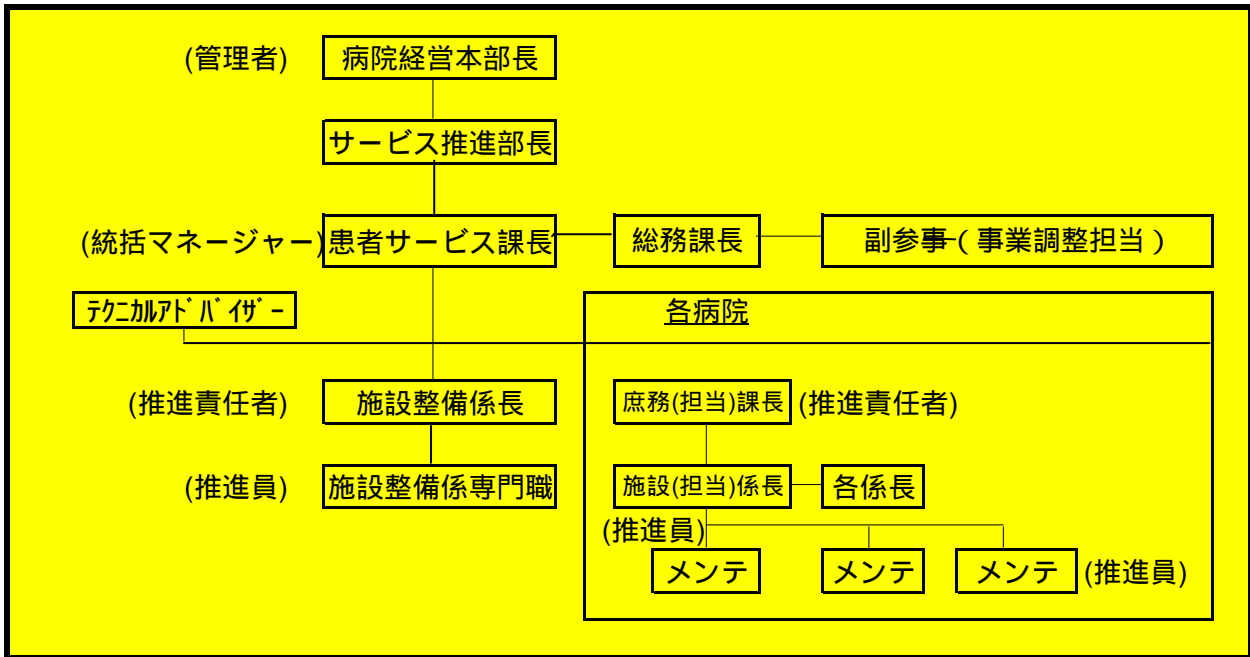 (管理者) 病院経営本部長
サービス推進部長
(統括マネージャー) 患者サービス課長 総務課長 副参事(事業調整担当)
ﾃｸﾆｶﾙｱﾄﾞﾊﾞｲｻﾞｰ
各病院
(推進責任者) 施設整備係長 庶務(担当)課長 (推進責任者)
(推進員) 施設整備係専門職 施設(担当)係長 各係長
(推進員)
メンテ メンテ メンテ (推進員)